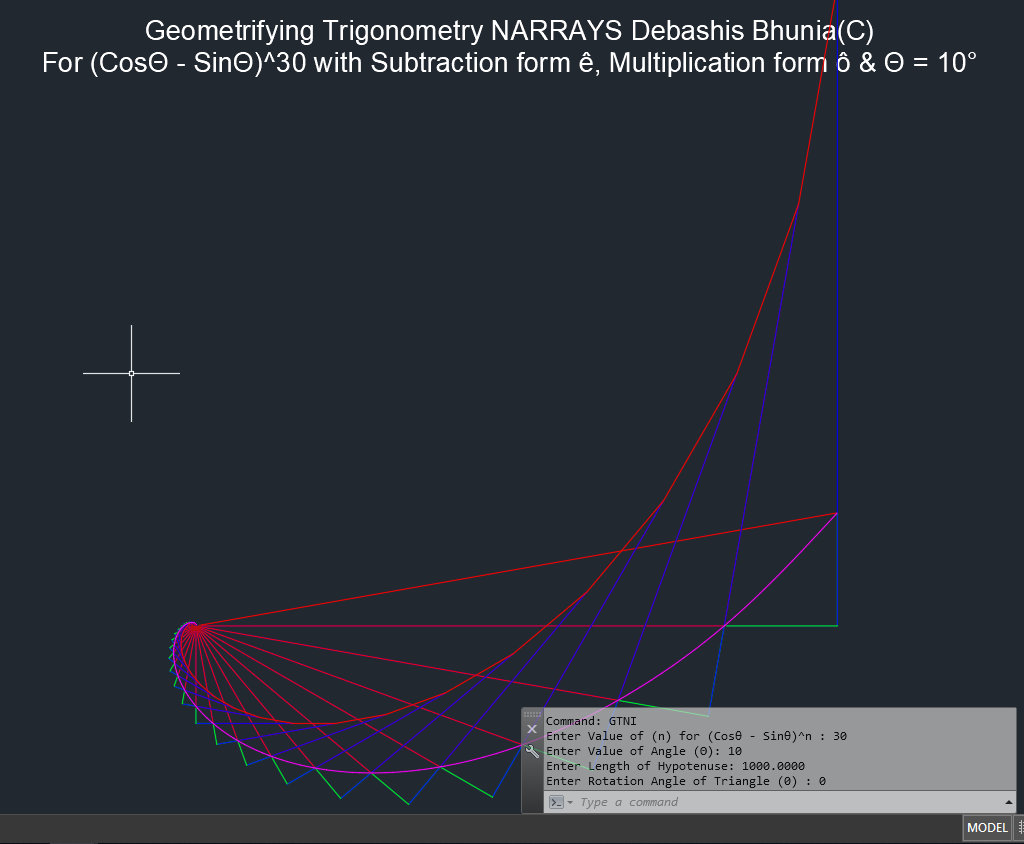 Geometrifying Trigonometry NARRAYS Debashis Bhunia(C)
For (CosΘ - SinΘ)^30 with Subtraction form ê, Multiplication form ô & Θ = 10°
Command: GTNI
Enter Value of (n) for (Cosθ - Sinθ)^n : 30
Enter Value of Angle (θ): 10
Enter Length of Hypotenuse: 1000.0000
Enter Rotation Angle of Triangle (θ) : 0
Type a command
MODEL